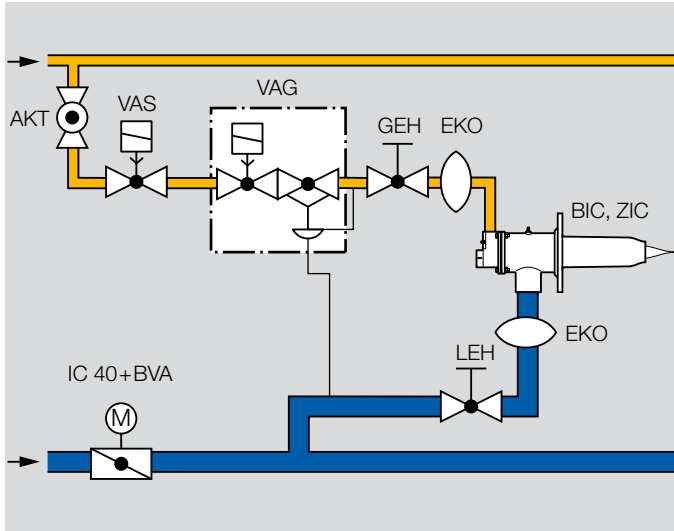 VAG
VAS
AKT
GEH
EKO
BIC, ZIC
EKO
LEH
IC 40+BVA
M